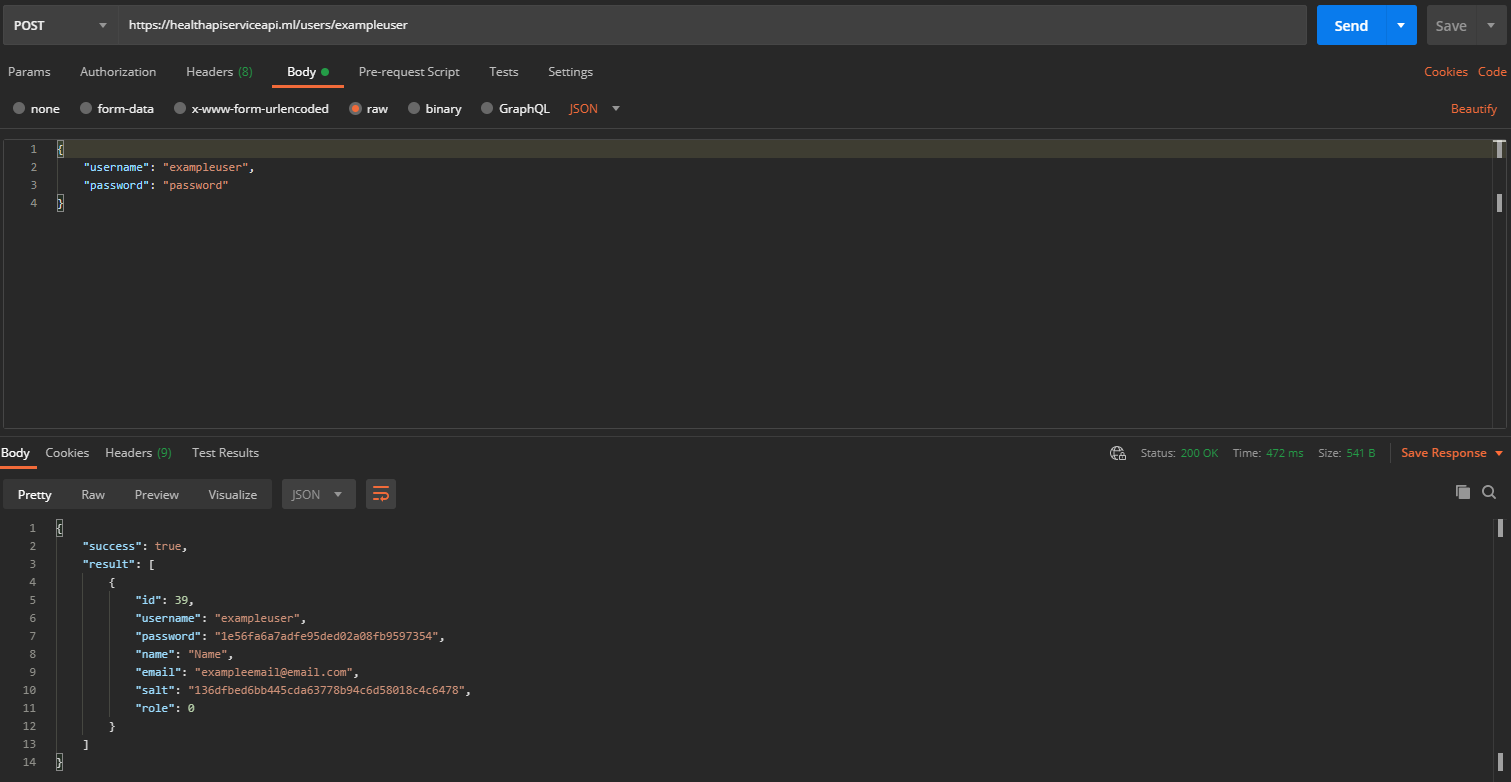 POST https://healthapiserviceapi.ml/users/exampleuser Send Save
Params Authorization Headers (8) Body Pre-request Script Tests Settings Cookies Code
none form-data x-www-form-urlencoded raw binary GraphQL JSON Beautify
1 {
2 "username": "exampleuser",
3 "password": "password"
4 }
Body Cookies Headers (9) Test Results Status: 200 OK Time: 472 ms Size: 541 B Save Response
Pretty Raw Preview Visualize JSON
1 {
2 "success": true,
3 "result": [
4 {
5 "id": 39,
6 "username": "exampleuser",
7 "password": "1e56fa6a7adfe95ded02a08fb9597354",
8 "name": "Name",
9 "email": "exampleemail@email.com",
10 "salt": "136dfbed6bb445cda63778b94c6d58018c4c6478",
11 "role": 0
12 }
13 ]
14 }